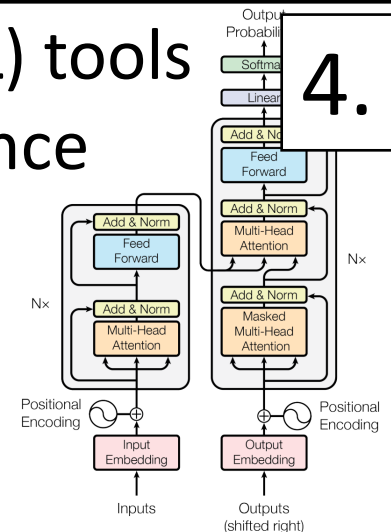 ) tools
nce
4.
Output
Softma
Linear
Add & No
Feed
Forward
Add & Norm
Multi-Head
Attention
Nx
Add & Norm
Masked
Multi-Head
Attention
Add & Norm
Feed
Forward
Nx
Add & Norm
Multi-Head
Attention
Positional
Encoding
Positional
Encoding
Input
Embedding
Output
Embedding
Inputs
Outputs
(shifted right)